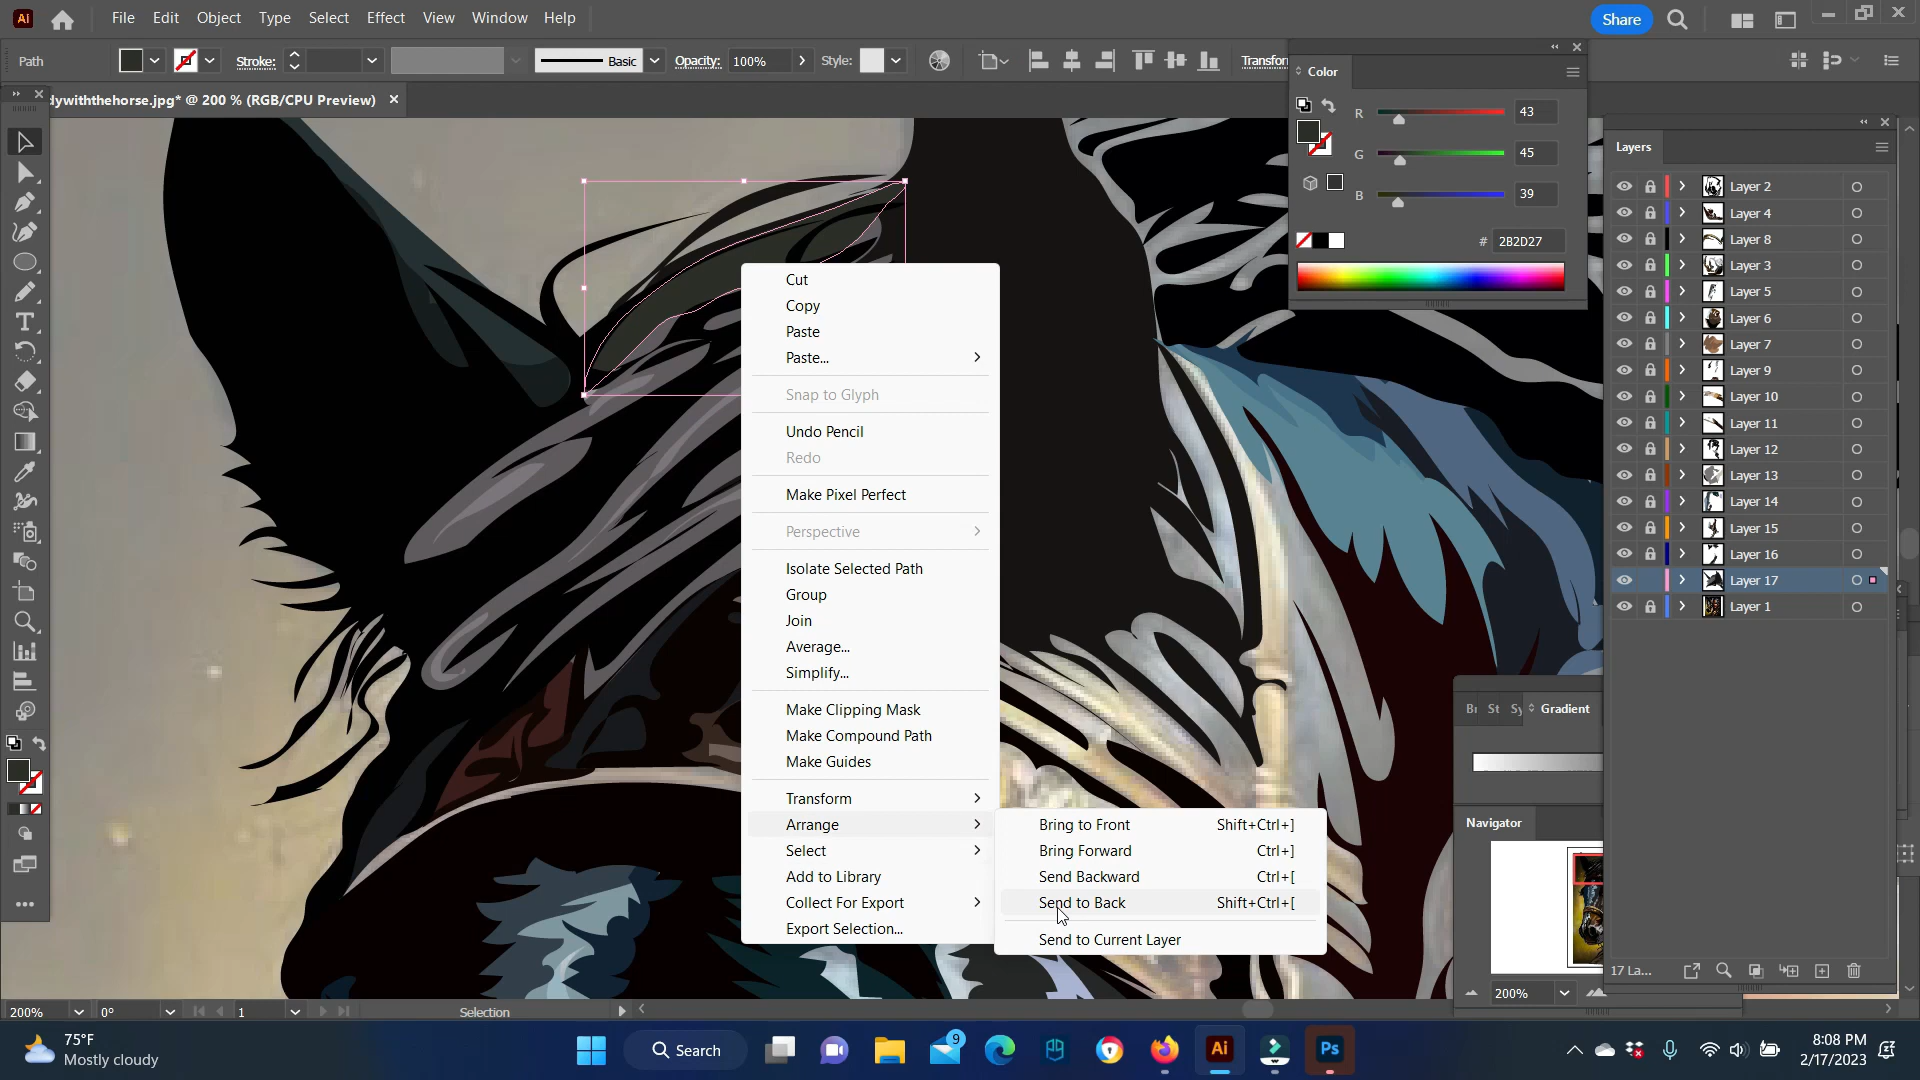 Ai File Edit Object Type Select Effect View Window Help Share
Path Stroke: Basic Opacity: 100% Style: Transform
dywiththehorse.jpg* @ 200 % (RGB/CPU Preview)
Color
R 43
G 45
B 39
# 2B2D27
Layers
Layer 2
Layer 4
Layer 8
Layer 3
Layer 5
Layer 6
Layer 7
Layer 9
Layer 10
Layer 11
Layer 12
Layer 13
Layer 14
Layer 15
Layer 16
Layer 17
Layer 1
17 La...
Cut
Copy
Paste
Paste...
Snap to Glyph
Undo Pencil
Redo
Make Pixel Perfect
Perspective
Isolate Selected Path
Group
Join
Average...
Simplify...
Make Clipping Mask
Make Compound Path
Make Guides
Transform
Arrange
Select
Add to Library
Collect For Export
Export Selection...
Bring to Front Shift+Ctrl+]
Bring Forward Ctrl+]
Send Backward Ctrl+[
Send to Back Shift+Ctrl+[
Send to Current Layer
Br St Sy Gradient
Navigator
200%
200% 0° 1 Selection
75°F
Mostly cloudy
Search
9
Ai
Ps
8:08 PM
2/17/2023